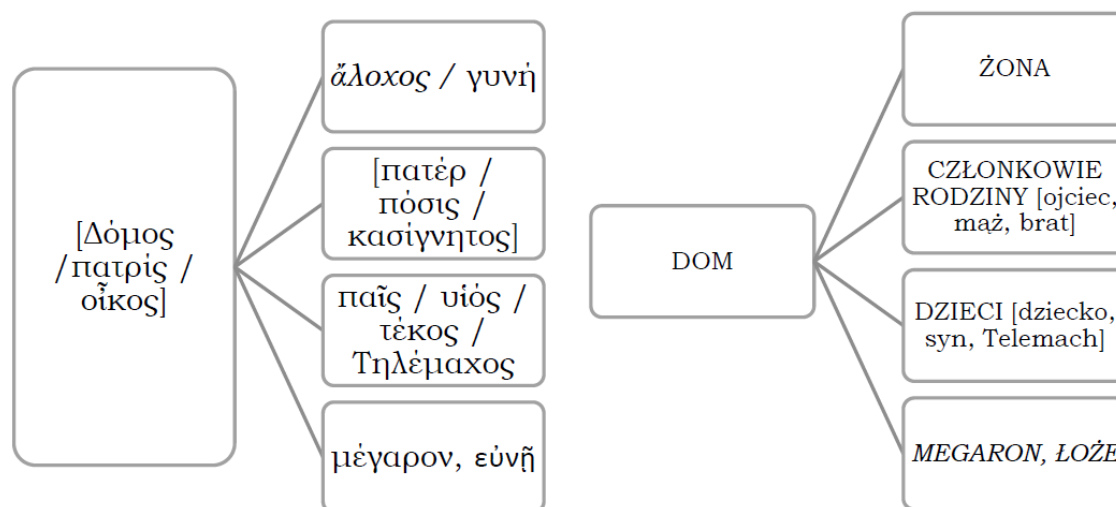 [Δόμος
/πατρίς /
οἶκος]
ἄλοχος / γυνή
[πατέρ /
πόσις /
κασίγνητος]
παῖς / υἱός /
τέκος /
Τηλέμαχος
μέγαρον, εὐνῇ
DOM
ŻONA
CZŁONKOWIE
RODZINY [ojciec,
mąż, brat]
DZIECI [dziecko,
syn, Telemach]
MEGARON, ŁOŻE